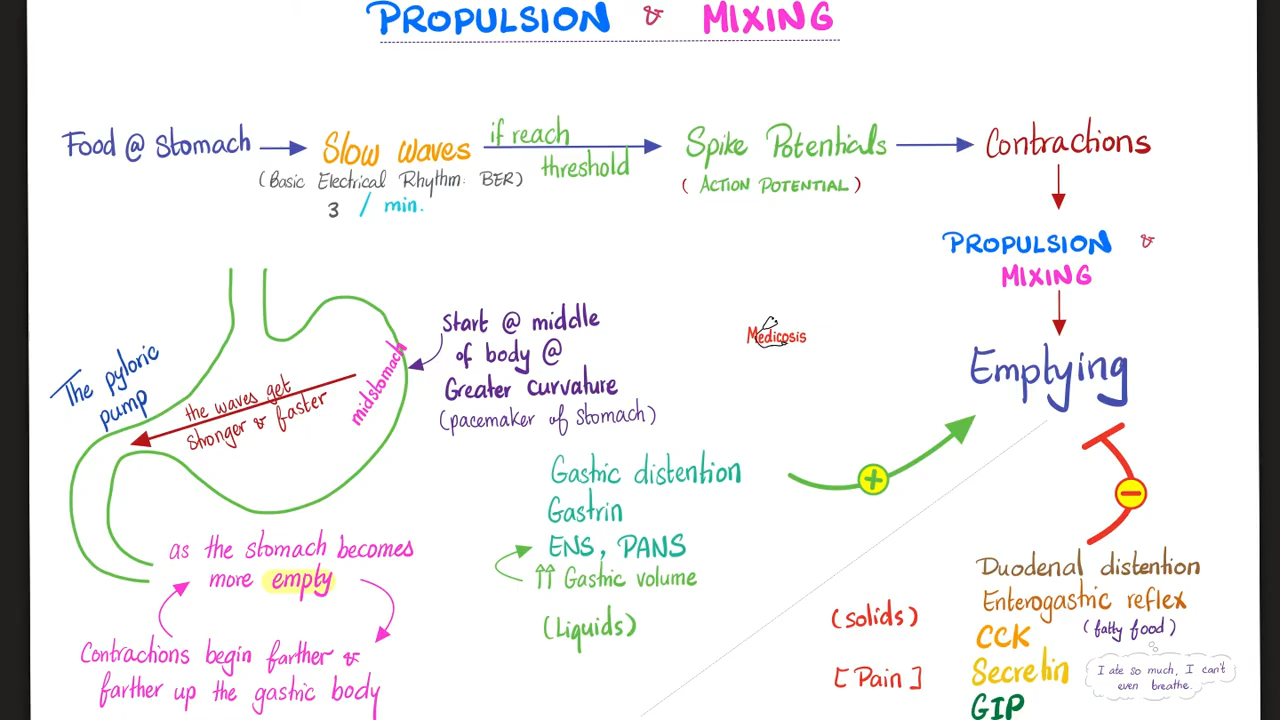 PROPULSION & MIXING
Food @ Stomach
Slow waves
(Basic Electrical Rhythm: BER)
3 / min.
if reach
threshold
Spike Potentials
(ACTION POTENTIAL)
Contractions
PROPULSION &
MIXING
Emptying
The pyloric
pump
the waves get
stronger & faster
midstomach
Start @ middle
of body @
Greater curvature
(pacemaker of stomach)
Medicosis
as the stomach becomes
more empty
Contractions begin farther &
farther up the gastric body
Gastric distention
Gastrin
ENS, PANS
↑↑ Gastric volume
(Liquids)
+
−
(solids)
[Pain]
Duodenal distention
Enterogastric reflex
CCK (fatty food)
Secretin
GIP
I ate so much, I can't
even breathe.